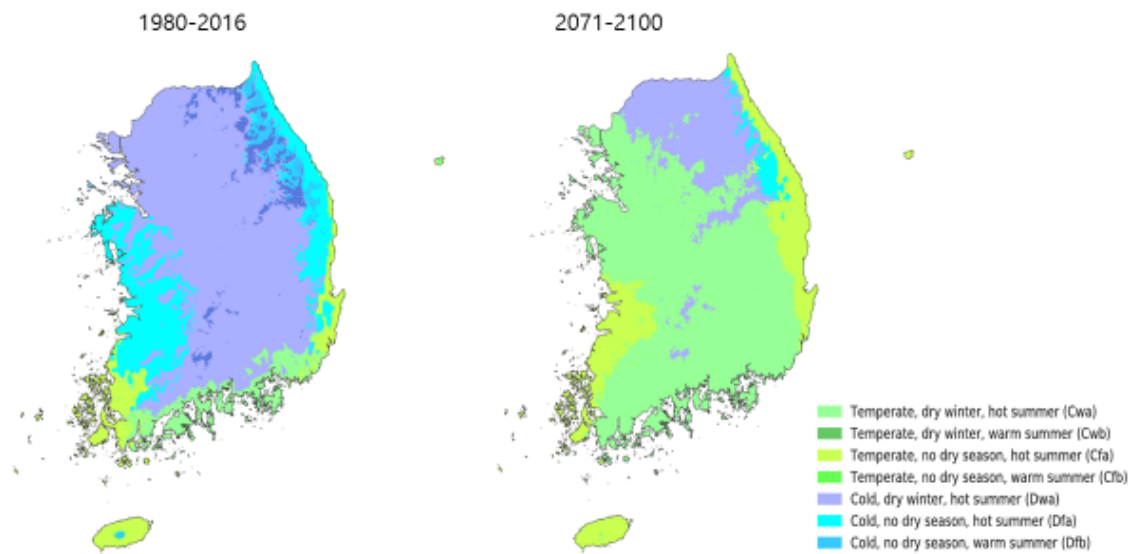 1980-2016
2071-2100
Temperate, dry winter, hot summer (Cwa)
Temperate, dry winter, warm summer (Cwb)
Temperate, no dry season, hot summer (Cfa)
Temperate, no dry season, warm summer (Cfb)
Cold, dry winter, hot summer (Dwa)
Cold, no dry season, hot summer (Dfa)
Cold, no dry season, warm summer (Dfb)